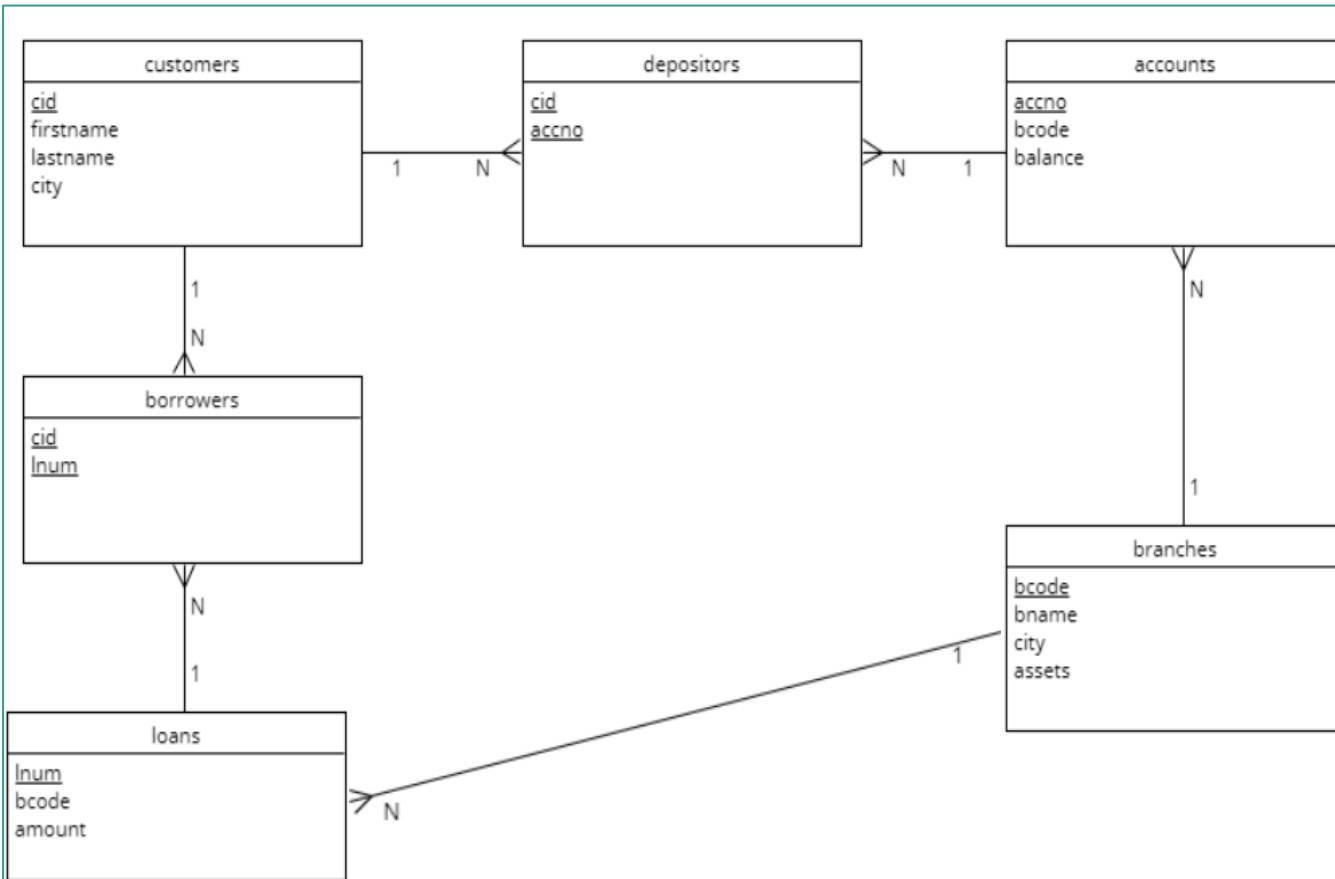 customers
cid
firstname
lastname
city
1
N
depositors
cid
accno
N
1
accounts
accno
bcode
balance
1
N
borrowers
cid
lnum
N
1
loans
lnum
bcode
amount
N
1
N
1
branches
bcode
bname
city
assets